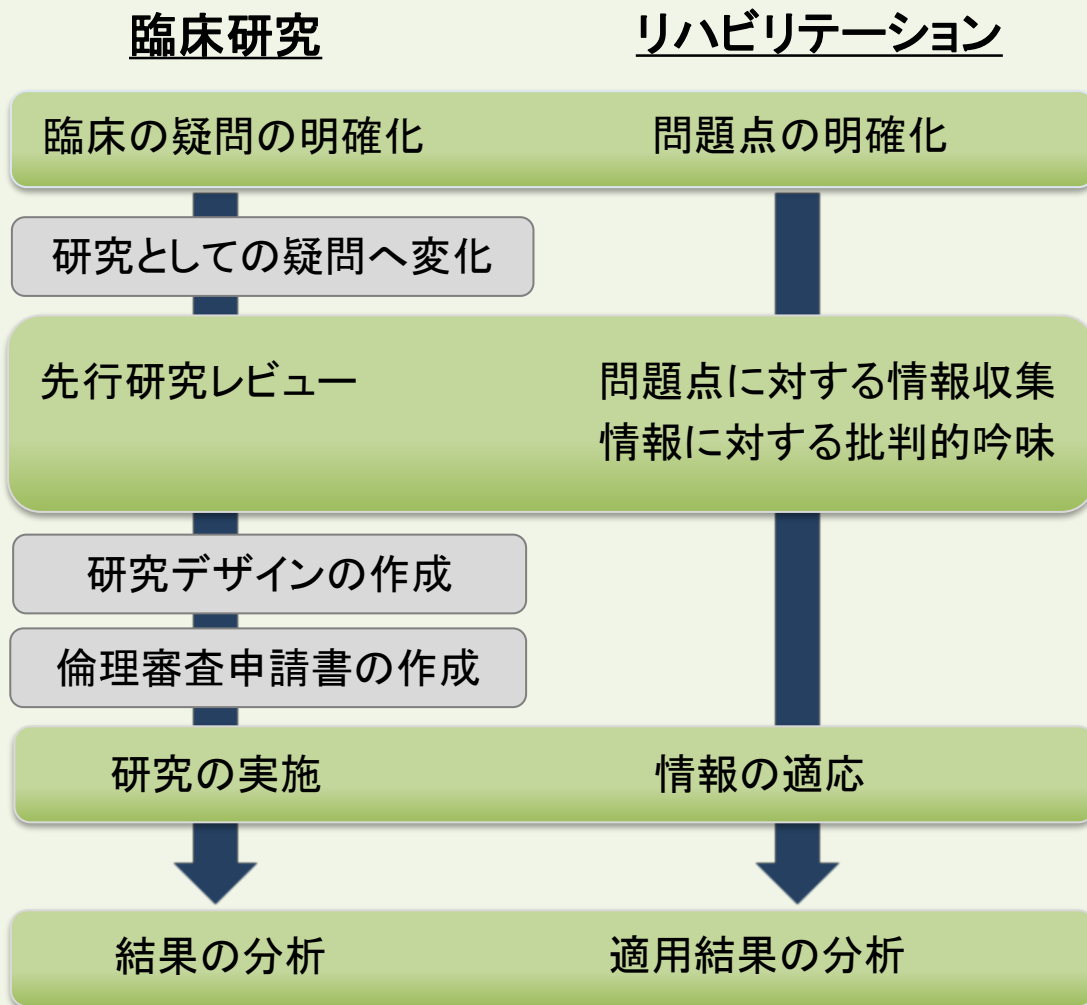 臨床研究
リハビリテーション
臨床の疑問の明確化
問題点の明確化
研究としての疑問へ変化
先行研究レビュー
問題点に対する情報収集
情報に対する批判的吟味
研究デザインの作成
倫理審査申請書の作成
研究の実施
情報の適応
結果の分析
適用結果の分析